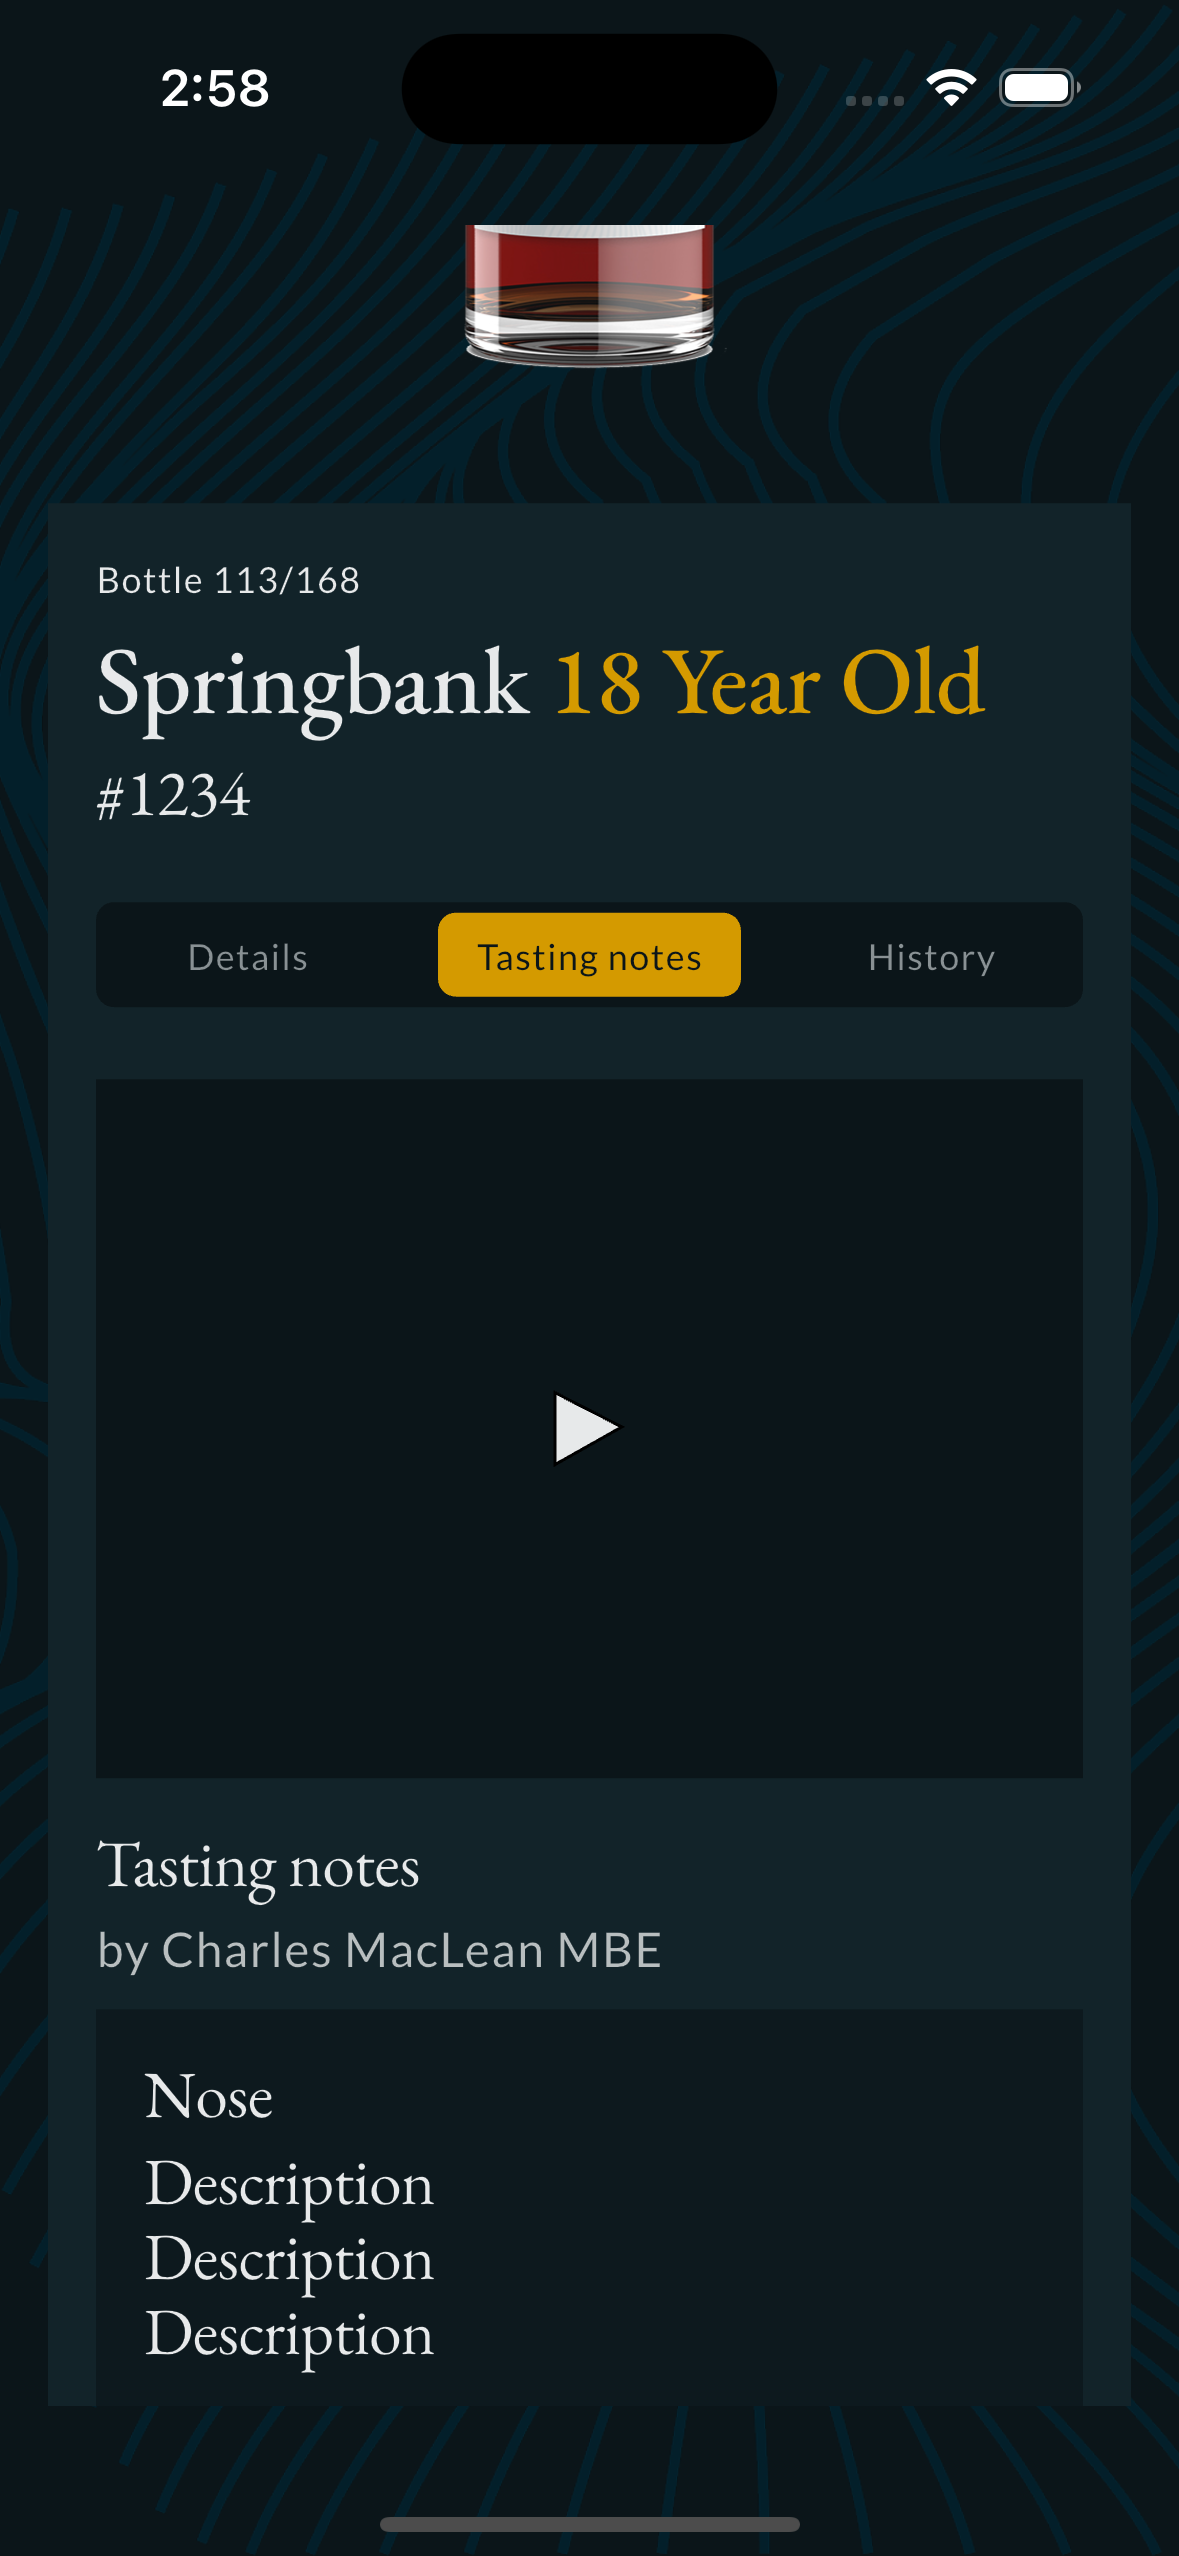 2:58
Bottle 113/168
Springbank 18 Year Old
#1234
Details Tasting notes History
Tasting notes
by Charles MacLean MBE
Nose
Description
Description
Description